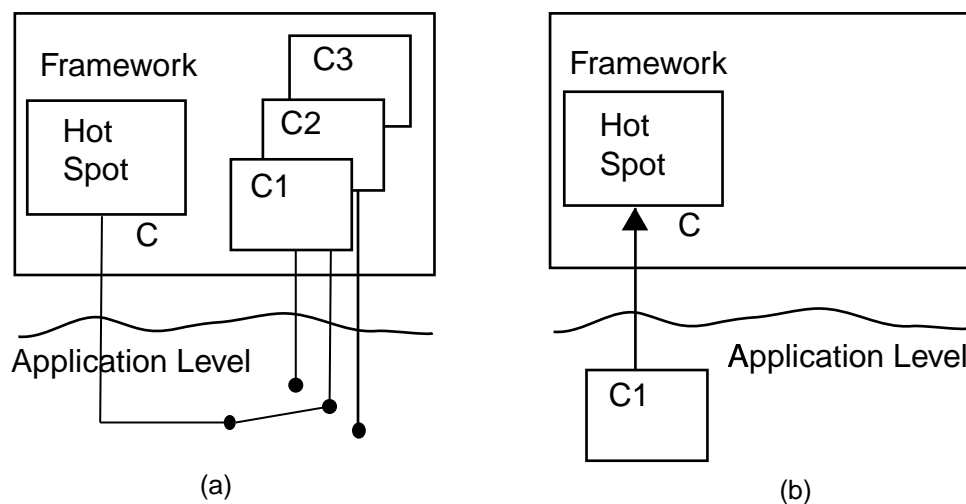 Framework
Hot
Spot
C
C3
C2
C1
Application Level
(a)
Framework
Hot
Spot
C
Application Level
C1
(b)